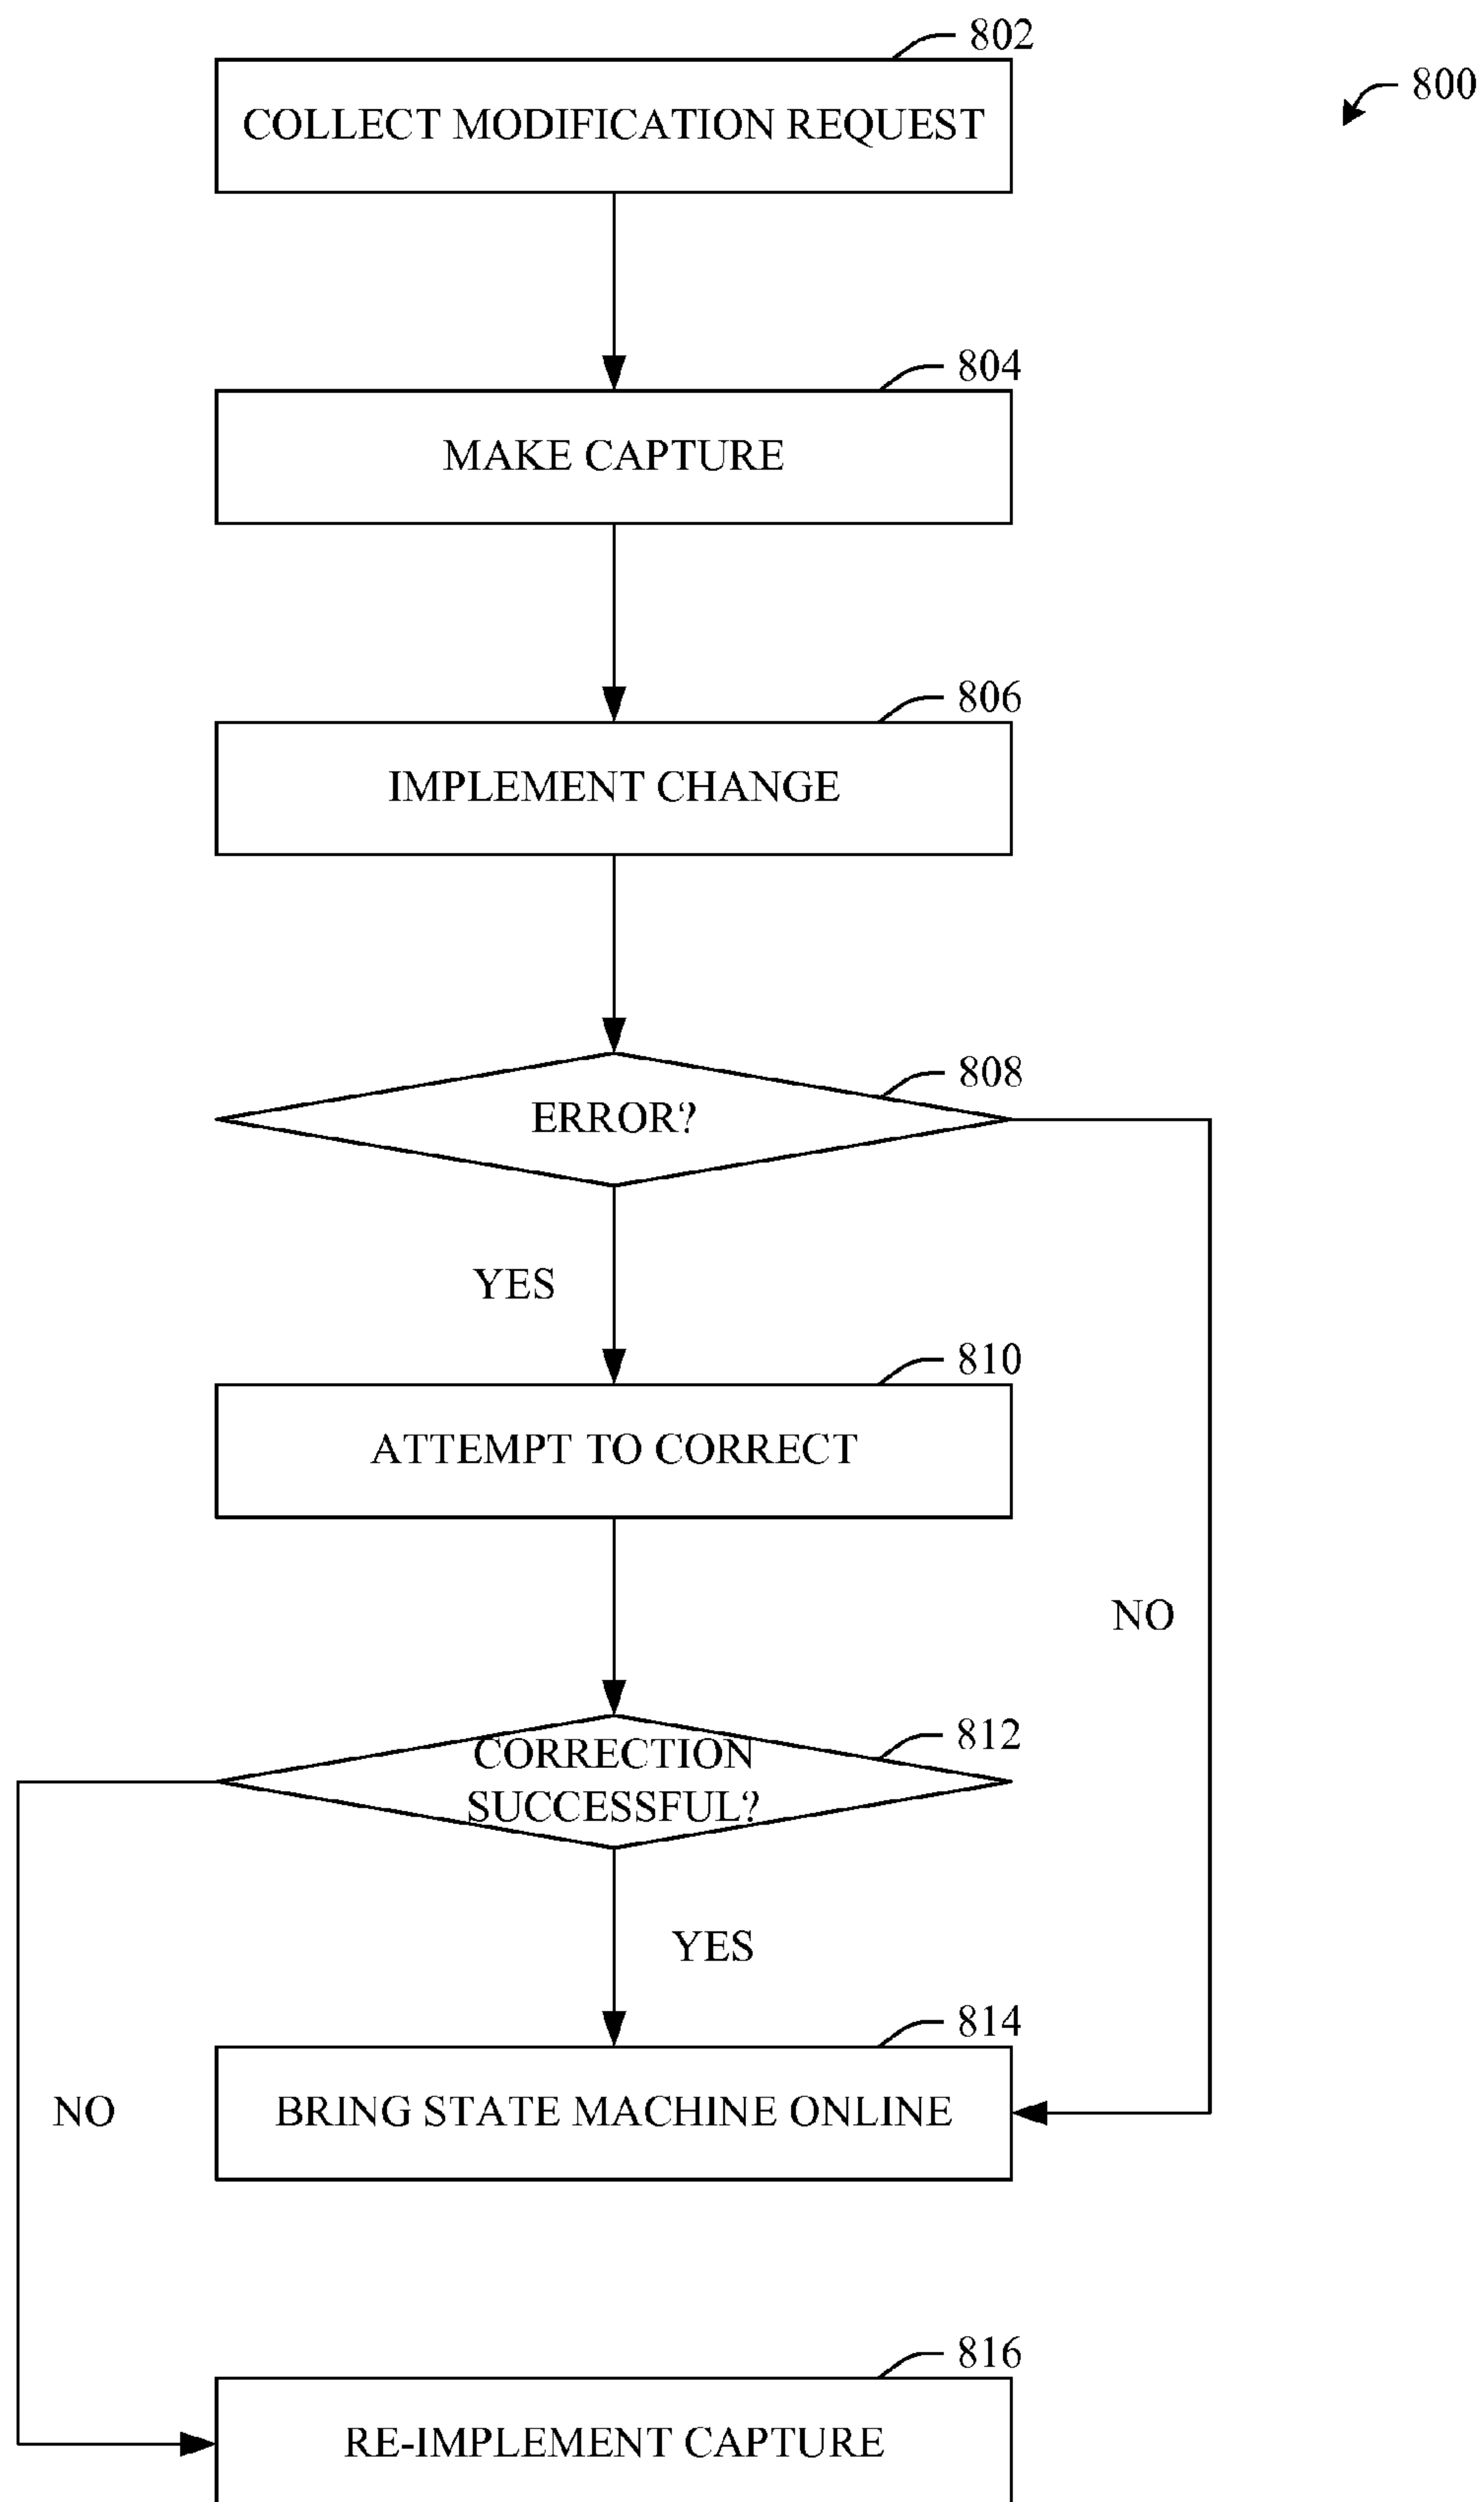 802
800
COLLECT MODIFICATION REQUEST
804
MAKE CAPTURE
806
IMPLEMENT CHANGE
808
ERROR?
YES
810
ATTEMPT TO CORRECT
NO
812
CORRECTION
SUCCESSFUL?
YES
814
BRING STATE MACHINE ONLINE
NO
816
RE-IMPLEMENT CAPTURE